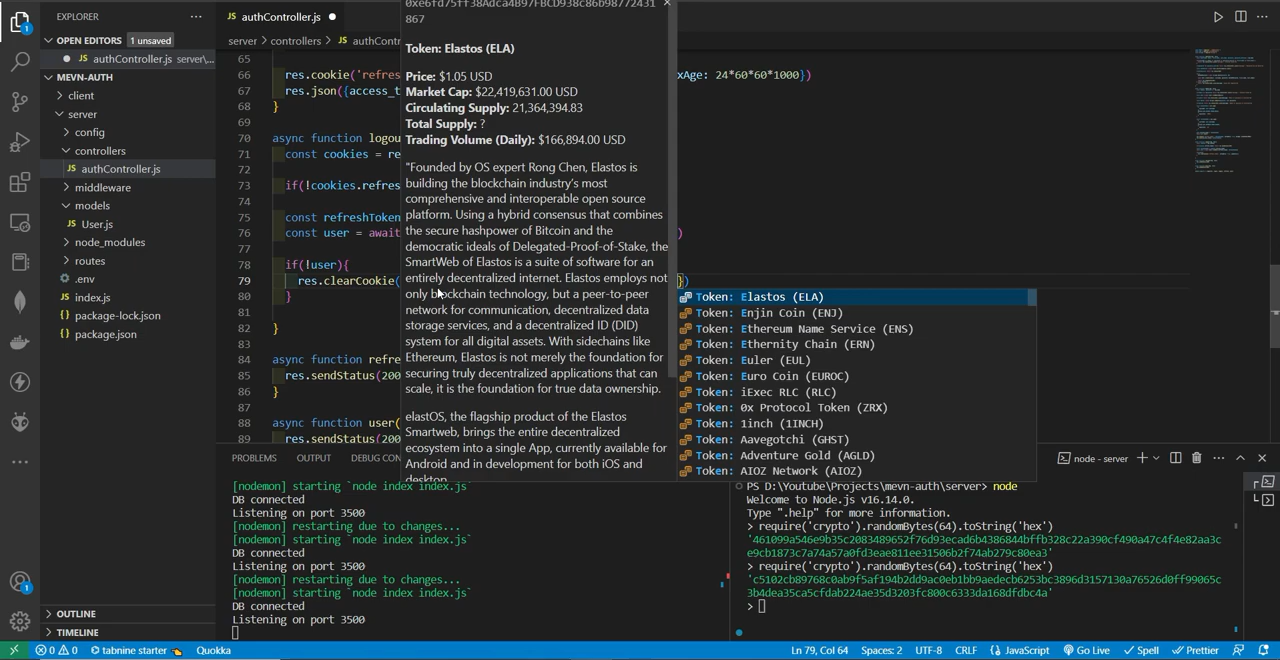 EXPLORER
OPEN EDITORS 1 unsaved
authController.js server\...
MEVN-AUTH
client
server
config
controllers
JS authController.js
middleware
models
JS User.js
node_modules
routes
.env
JS index.js
{} package-lock.json
{} package.json
OUTLINE
TIMELINE
JS authController.js
server > controllers > JS authContr
65
66 res.cookie('refres xAge: 24*60*60*1000})
67 res.json({access_t
68 }
69
70 async function logou
71 const cookies = re
72
73 if(!cookies.refres
74
75 const refreshToken
76 const user = await )
77
78 if(!user){
79 res.clearCookie( })
80 }
81
82 }
83
84 async function refre
85 res.sendStatus(200
86 }
87
88 async function user(
89 res.sendStatus(200
0xe6fd75ff38Adca4B97FBCD938c86b98772431
867
Token: Elastos (ELA)
Price: $1.05 USD
Market Cap: $22,419,631.00 USD
Circulating Supply: 21,364,394.83
Total Supply: ?
Trading Volume (Daily): $166,894.00 USD
"Founded by OS expert Rong Chen, Elastos is
building the blockchain industry's most
comprehensive and interoperable open source
platform. Using a hybrid consensus that combines
the secure hashpower of Bitcoin and the
democratic ideals of Delegated-Proof-of-Stake, the
SmartWeb of Elastos is a suite of software for an
entirely decentralized internet. Elastos employs not
only blockchain technology, but a peer-to-peer
network for communication, decentralized data
storage services, and a decentralized ID (DID)
system for all digital assets. With sidechains like
Ethereum, Elastos is not merely the foundation for
securing truly decentralized applications that can
scale, it is the foundation for true data ownership.
elastOS, the flagship product of the Elastos
Smartweb, brings the entire decentralized
ecosystem into a single App, currently available for
Android and in development for both iOS and
desktop
Token: Elastos (ELA)
Token: Enjin Coin (ENJ)
Token: Ethereum Name Service (ENS)
Token: Ethernity Chain (ERN)
Token: Euler (EUL)
Token: Euro Coin (EUROC)
Token: iExec RLC (RLC)
Token: 0x Protocol Token (ZRX)
Token: 1inch (1INCH)
Token: Aavegotchi (GHST)
Token: Adventure Gold (AGLD)
Token: AIOZ Network (AIOZ)
PROBLEMS OUTPUT DEBUG CON node - server
[nodemon] starting `node index index.js`
DB connected
Listening on port 3500
[nodemon] restarting due to changes...
[nodemon] starting `node index index.js`
DB connected
Listening on port 3500
[nodemon] restarting due to changes...
[nodemon] starting `node index index.js`
DB connected
Listening on port 3500
PS D:\Youtube\Projects\mevn-auth\server> node
Welcome to Node.js v16.14.0.
Type ".help" for more information.
> require('crypto').randomBytes(64).toString('hex')
'461099a546e9b35c2083489652f76d93ecad6b4386844bffb328c22a390cf490a47c4f4e82aa3c
e9cb1873c7a74a57a0fd3eae811ee31506b2f74ab279c80ea3'
> require('crypto').randomBytes(64).toString('hex')
'c5102cb89768c0ab9f5af194b2dd9ac0eb1bb9aedecb6253bc3896d3157130a76526d0ff99065c
3b4dea35ca5cfdab224ae35d3203fc800c6333da168dfdbc4a'
>
0 0 tabnine starter Quokka Ln 79, Col 64 Spaces: 2 UTF-8 CRLF {} JavaScript Go Live Spell Prettier